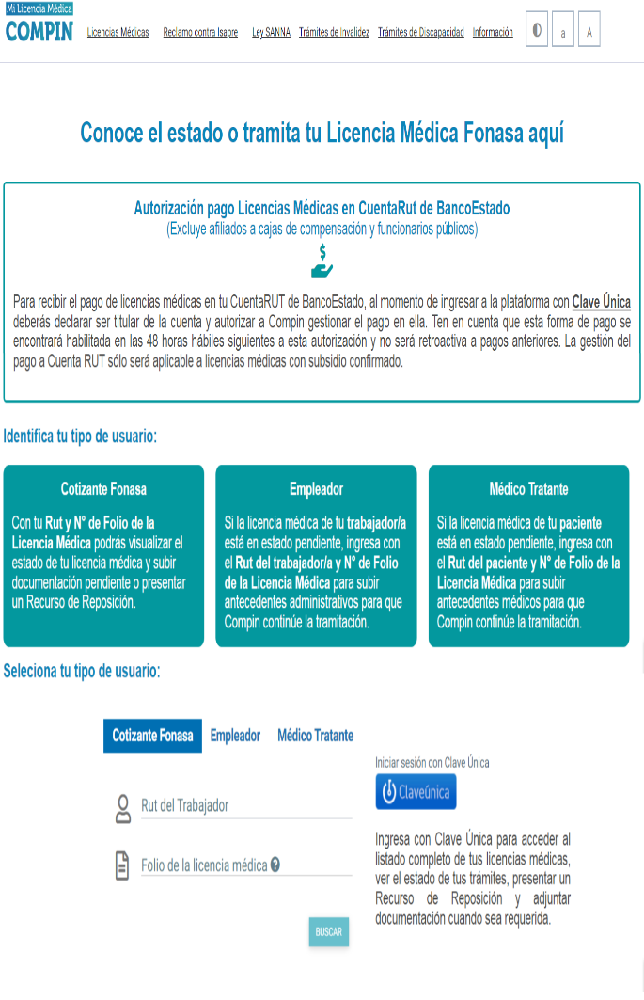 Mi Licencia Médica
COMPIN
Licencias Médicas Reclamo contra Isapre Ley SANNA Trámites de Invalidez Trámites de Discapacidad Información a A
Conoce el estado o tramita tu Licencia Médica Fonasa aquí
Autorización pago Licencias Médicas en CuentaRut de BancoEstado
(Excluye afiliados a cajas de compensación y funcionarios públicos)
$
Para recibir el pago de licencias médicas en tu CuentaRUT de BancoEstado, al momento de ingresar a la plataforma con Clave Única
deberás declarar ser titular de la cuenta y autorizar a Compin gestionar el pago en ella. Ten en cuenta que esta forma de pago se
encontrará habilitada en las 48 horas hábiles siguientes a esta autorización y no será retroactiva a pagos anteriores. La gestión del
pago a Cuenta RUT sólo será aplicable a licencias médicas con subsidio confirmado.
Identifica tu tipo de usuario:
Cotizante Fonasa
Con tu Rut y N° de Folio de la
Licencia Médica podrás visualizar el
estado de tu licencia médica y subir
documentación pendiente o presentar
un Recurso de Reposición.
Empleador
Si la licencia médica de tu trabajador/a
está en estado pendiente, ingresa con
el Rut del trabajador/a y N° de Folio
de la Licencia Médica para subir
antecedentes administrativos para que
Compin continúe la tramitación.
Médico Tratante
Si la licencia médica de tu paciente
está en estado pendiente, ingresa con
el Rut del paciente y N° de Folio de la
Licencia Médica para subir
antecedentes médicos para que
Compin continúe la tramitación.
Selecciona tu tipo de usuario:
Cotizante Fonasa Empleador Médico Tratante
Rut del Trabajador
Folio de la licencia médica ?
BUSCAR
Iniciar sesión con Clave Única
Claveúnica
Ingresa con Clave Única para acceder al
listado completo de tus licencias médicas,
ver el estado de tus trámites, presentar un
Recurso de Reposición y adjuntar
documentación cuando sea requerida.